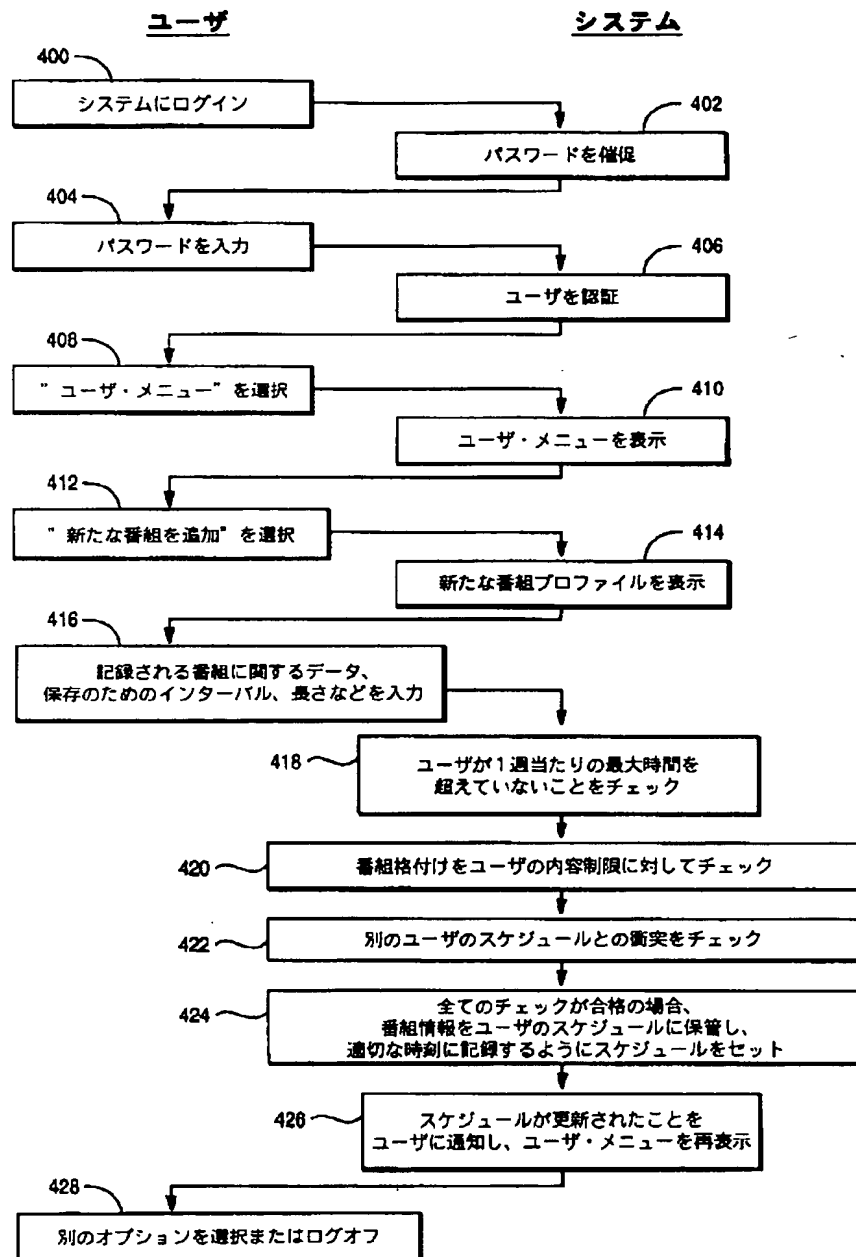 ユーザ
システム
400
システムにログイン
402
パスワードを催促
404
パスワードを入力
406
ユーザを認証
408
”ユーザ・メニュー”を選択
410
ユーザ・メニューを表示
412
”新たな番組を追加”を選択
414
新たな番組プロファイルを表示
416
記録される番組に関するデータ、
保存のためのインターバル、長さなどを入力
418
ユーザが1週当たりの最大時間を
超えていないことをチェック
420
番組格付けをユーザの内容制限に対してチェック
422
別のユーザのスケジュールとの衝突をチェック
424
全てのチェックが合格の場合、
番組情報をユーザのスケジュールに保管し、
適切な時刻に記録するようにスケジュールをセット
426
スケジュールが更新されたことを
ユーザに通知し、ユーザ・メニューを再表示
428
別のオプションを選択またはログオフ